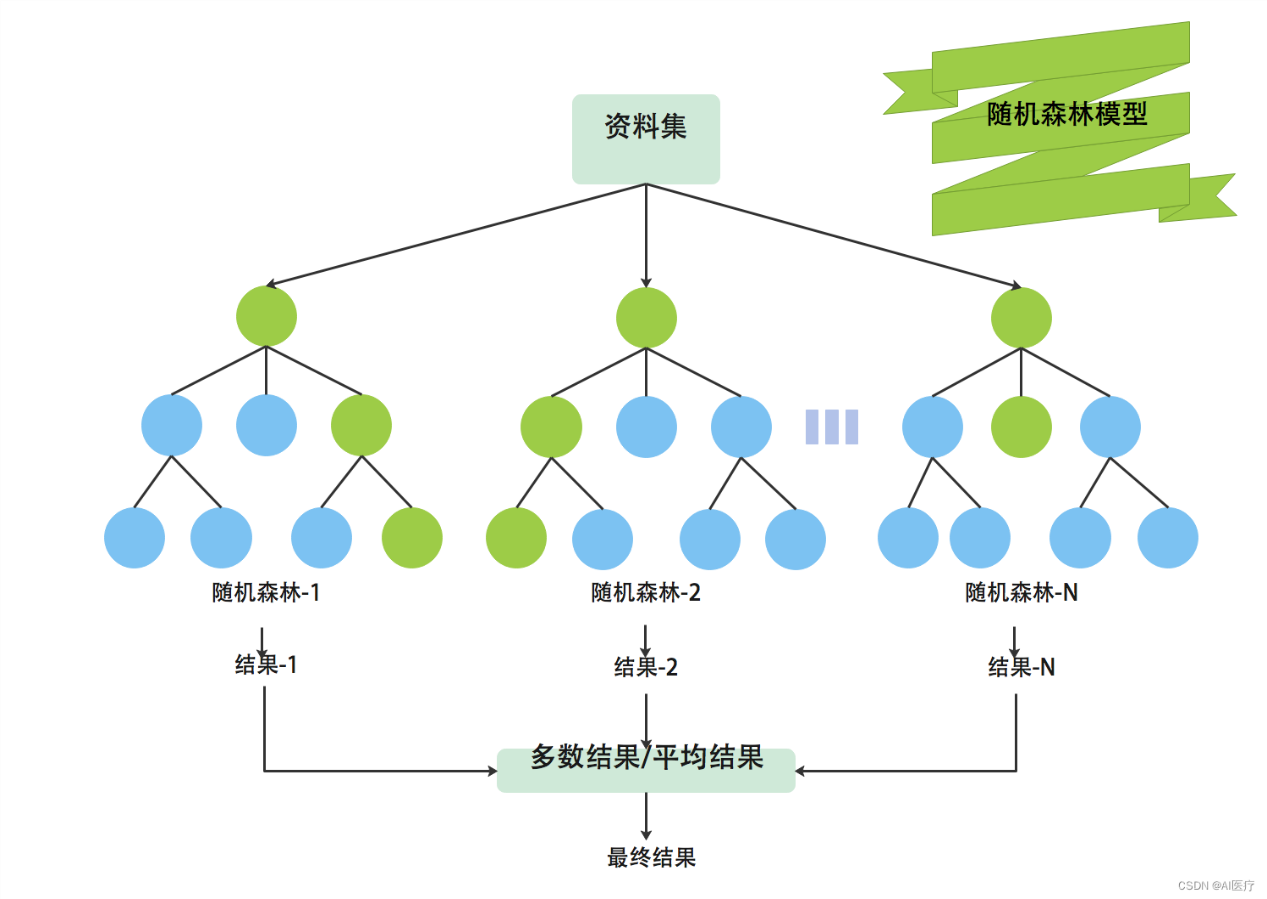 随机森林模型
资料集
随机森林-1
随机森林-2
随机森林-N
结果-1
结果-2
结果-N
多数结果/平均结果
最终结果
CSDN @AI医疗